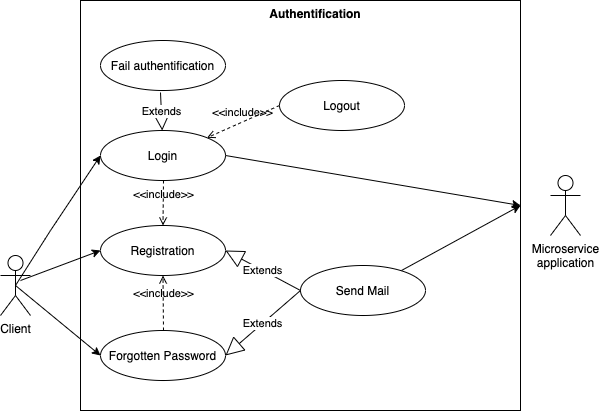 Authentification
Fail authentification
Extends
<<include>>
Logout
Login
<<include>>
Registration
Extends
Microservice
application
<<include>>
Send Mail
Extends
Client
Forgotten Password